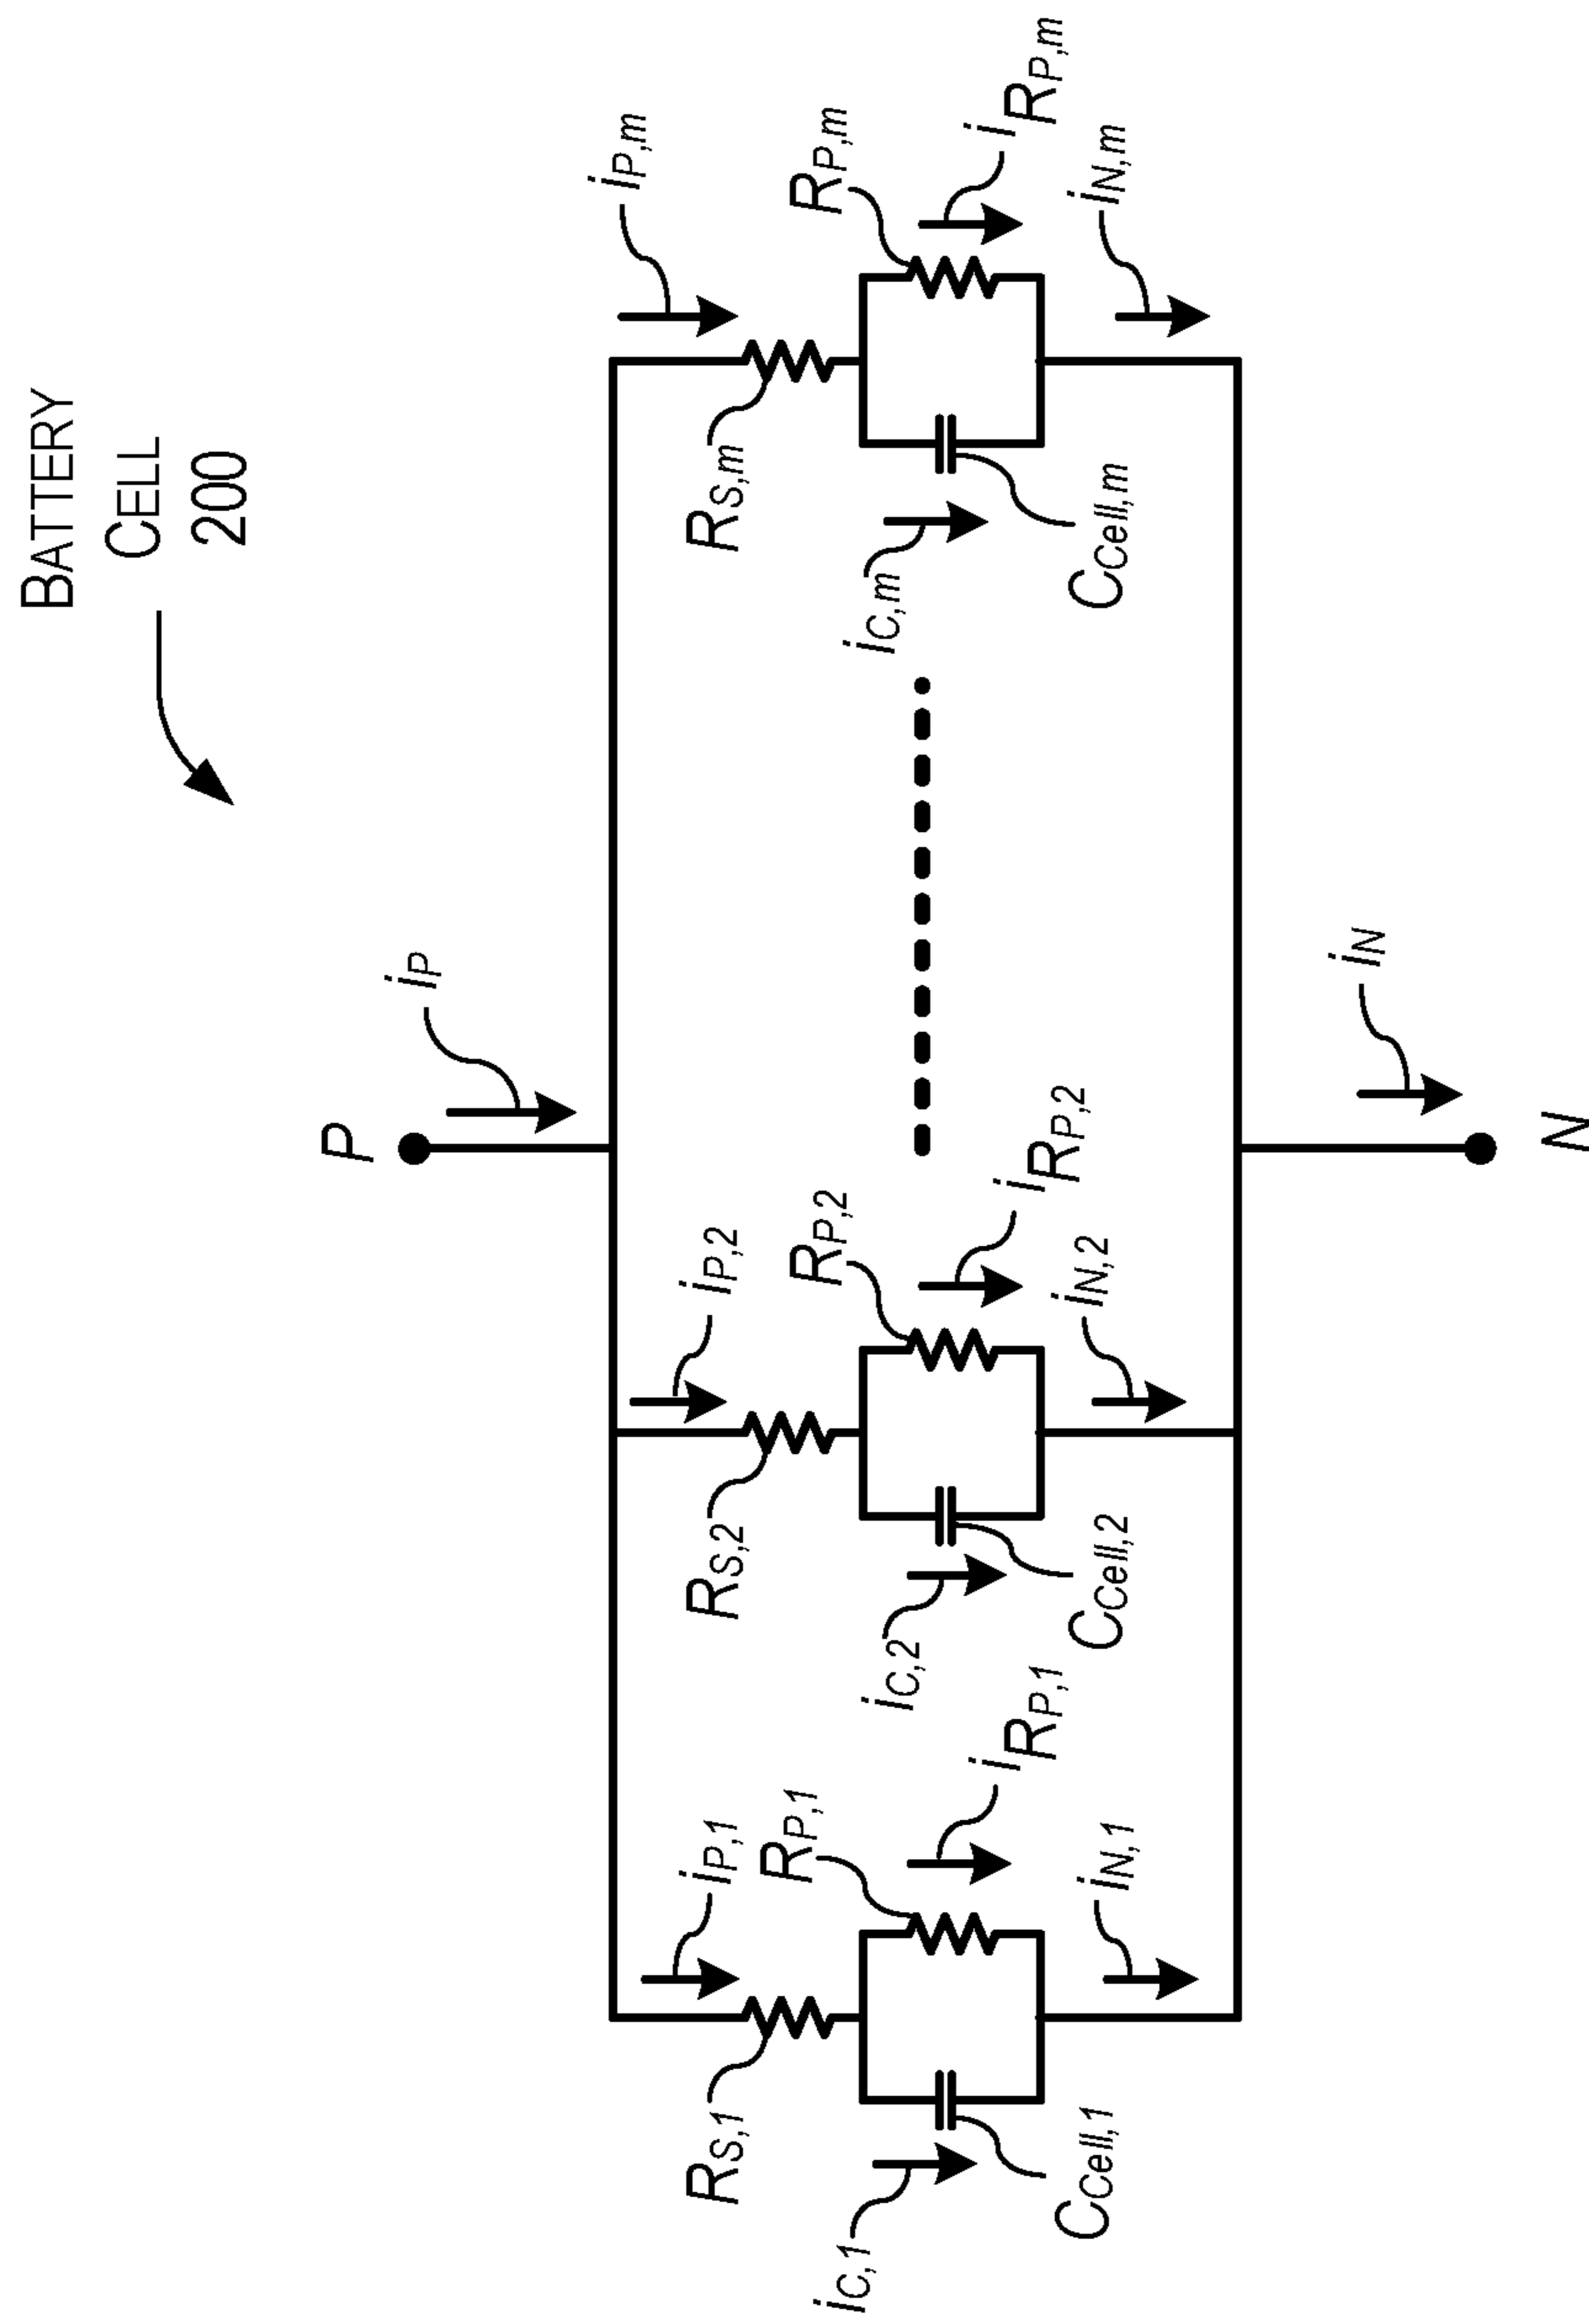 BATTERY
CELL
200
P
iP
iP,1
iP,2
iP,m
RS,1
RS,2
RS,m
RP,1
RP,2
RP,m
iC,1
iC,2
iC,m
iRP,1
iRP,2
iRP,m
CCell,1
CCell,2
CCell,m
iN,1
iN,2
iN,m
iN
N